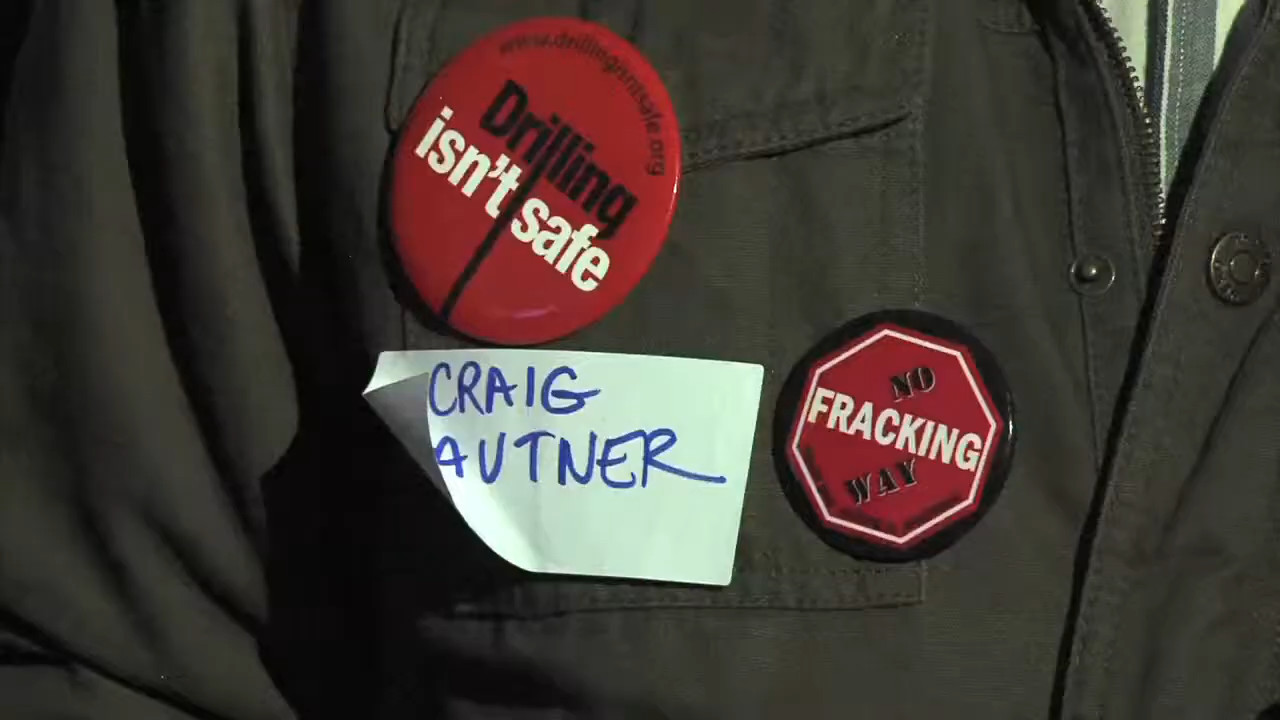 www.drillingisntsafe.org
Drilling
isn't safe
CRAIG
AUTNER
NO
FRACKING
WAY